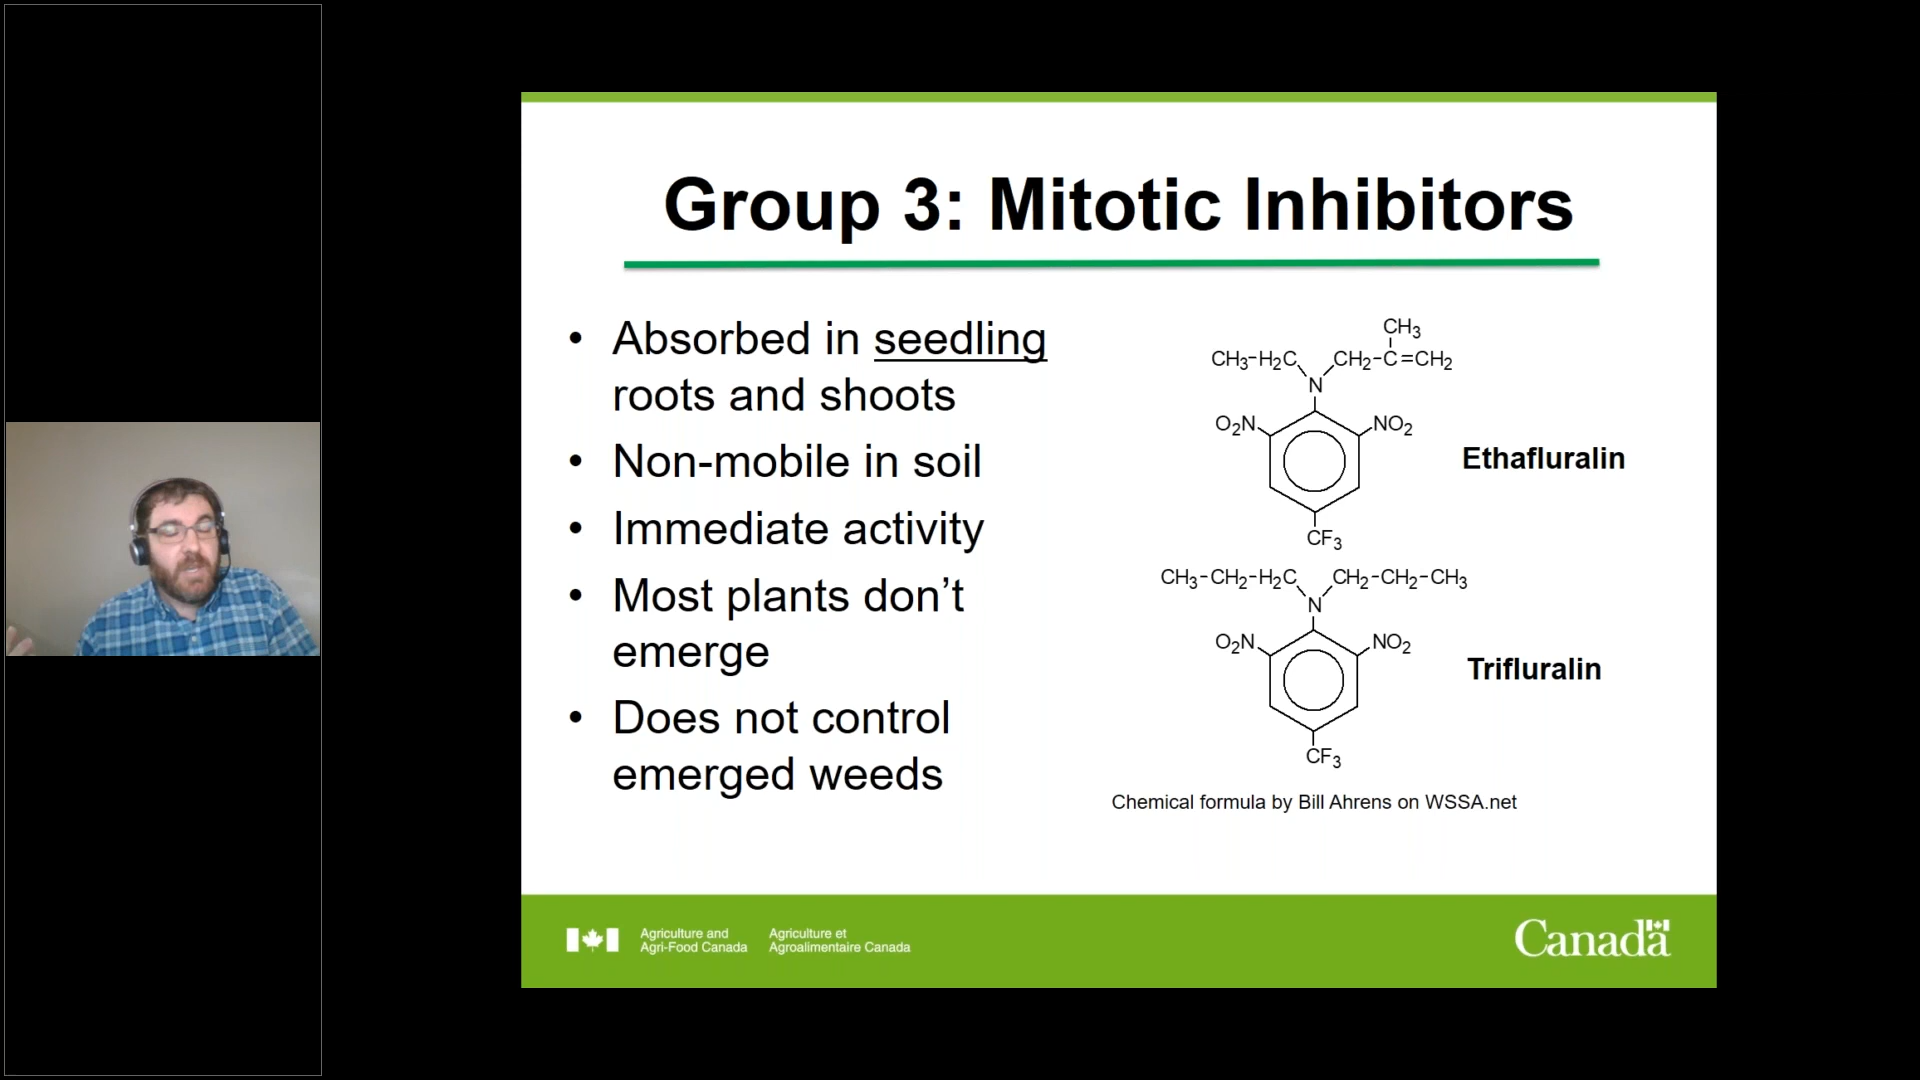 Group 3: Mitotic Inhibitors
• Absorbed in seedling
roots and shoots
• Non-mobile in soil
• Immediate activity
• Most plants don’t
emerge
• Does not control
emerged weeds
CH3
CH3-H2C CH2-C=CH2
N
O2N NO2
Ethafluralin
CF3
CH3-CH2-H2C CH2-CH2-CH3
N
O2N NO2
Trifluralin
CF3
Chemical formula by Bill Ahrens on WSSA.net
Agriculture and
Agri-Food Canada
Agriculture et
Agroalimentaire Canada
Canada